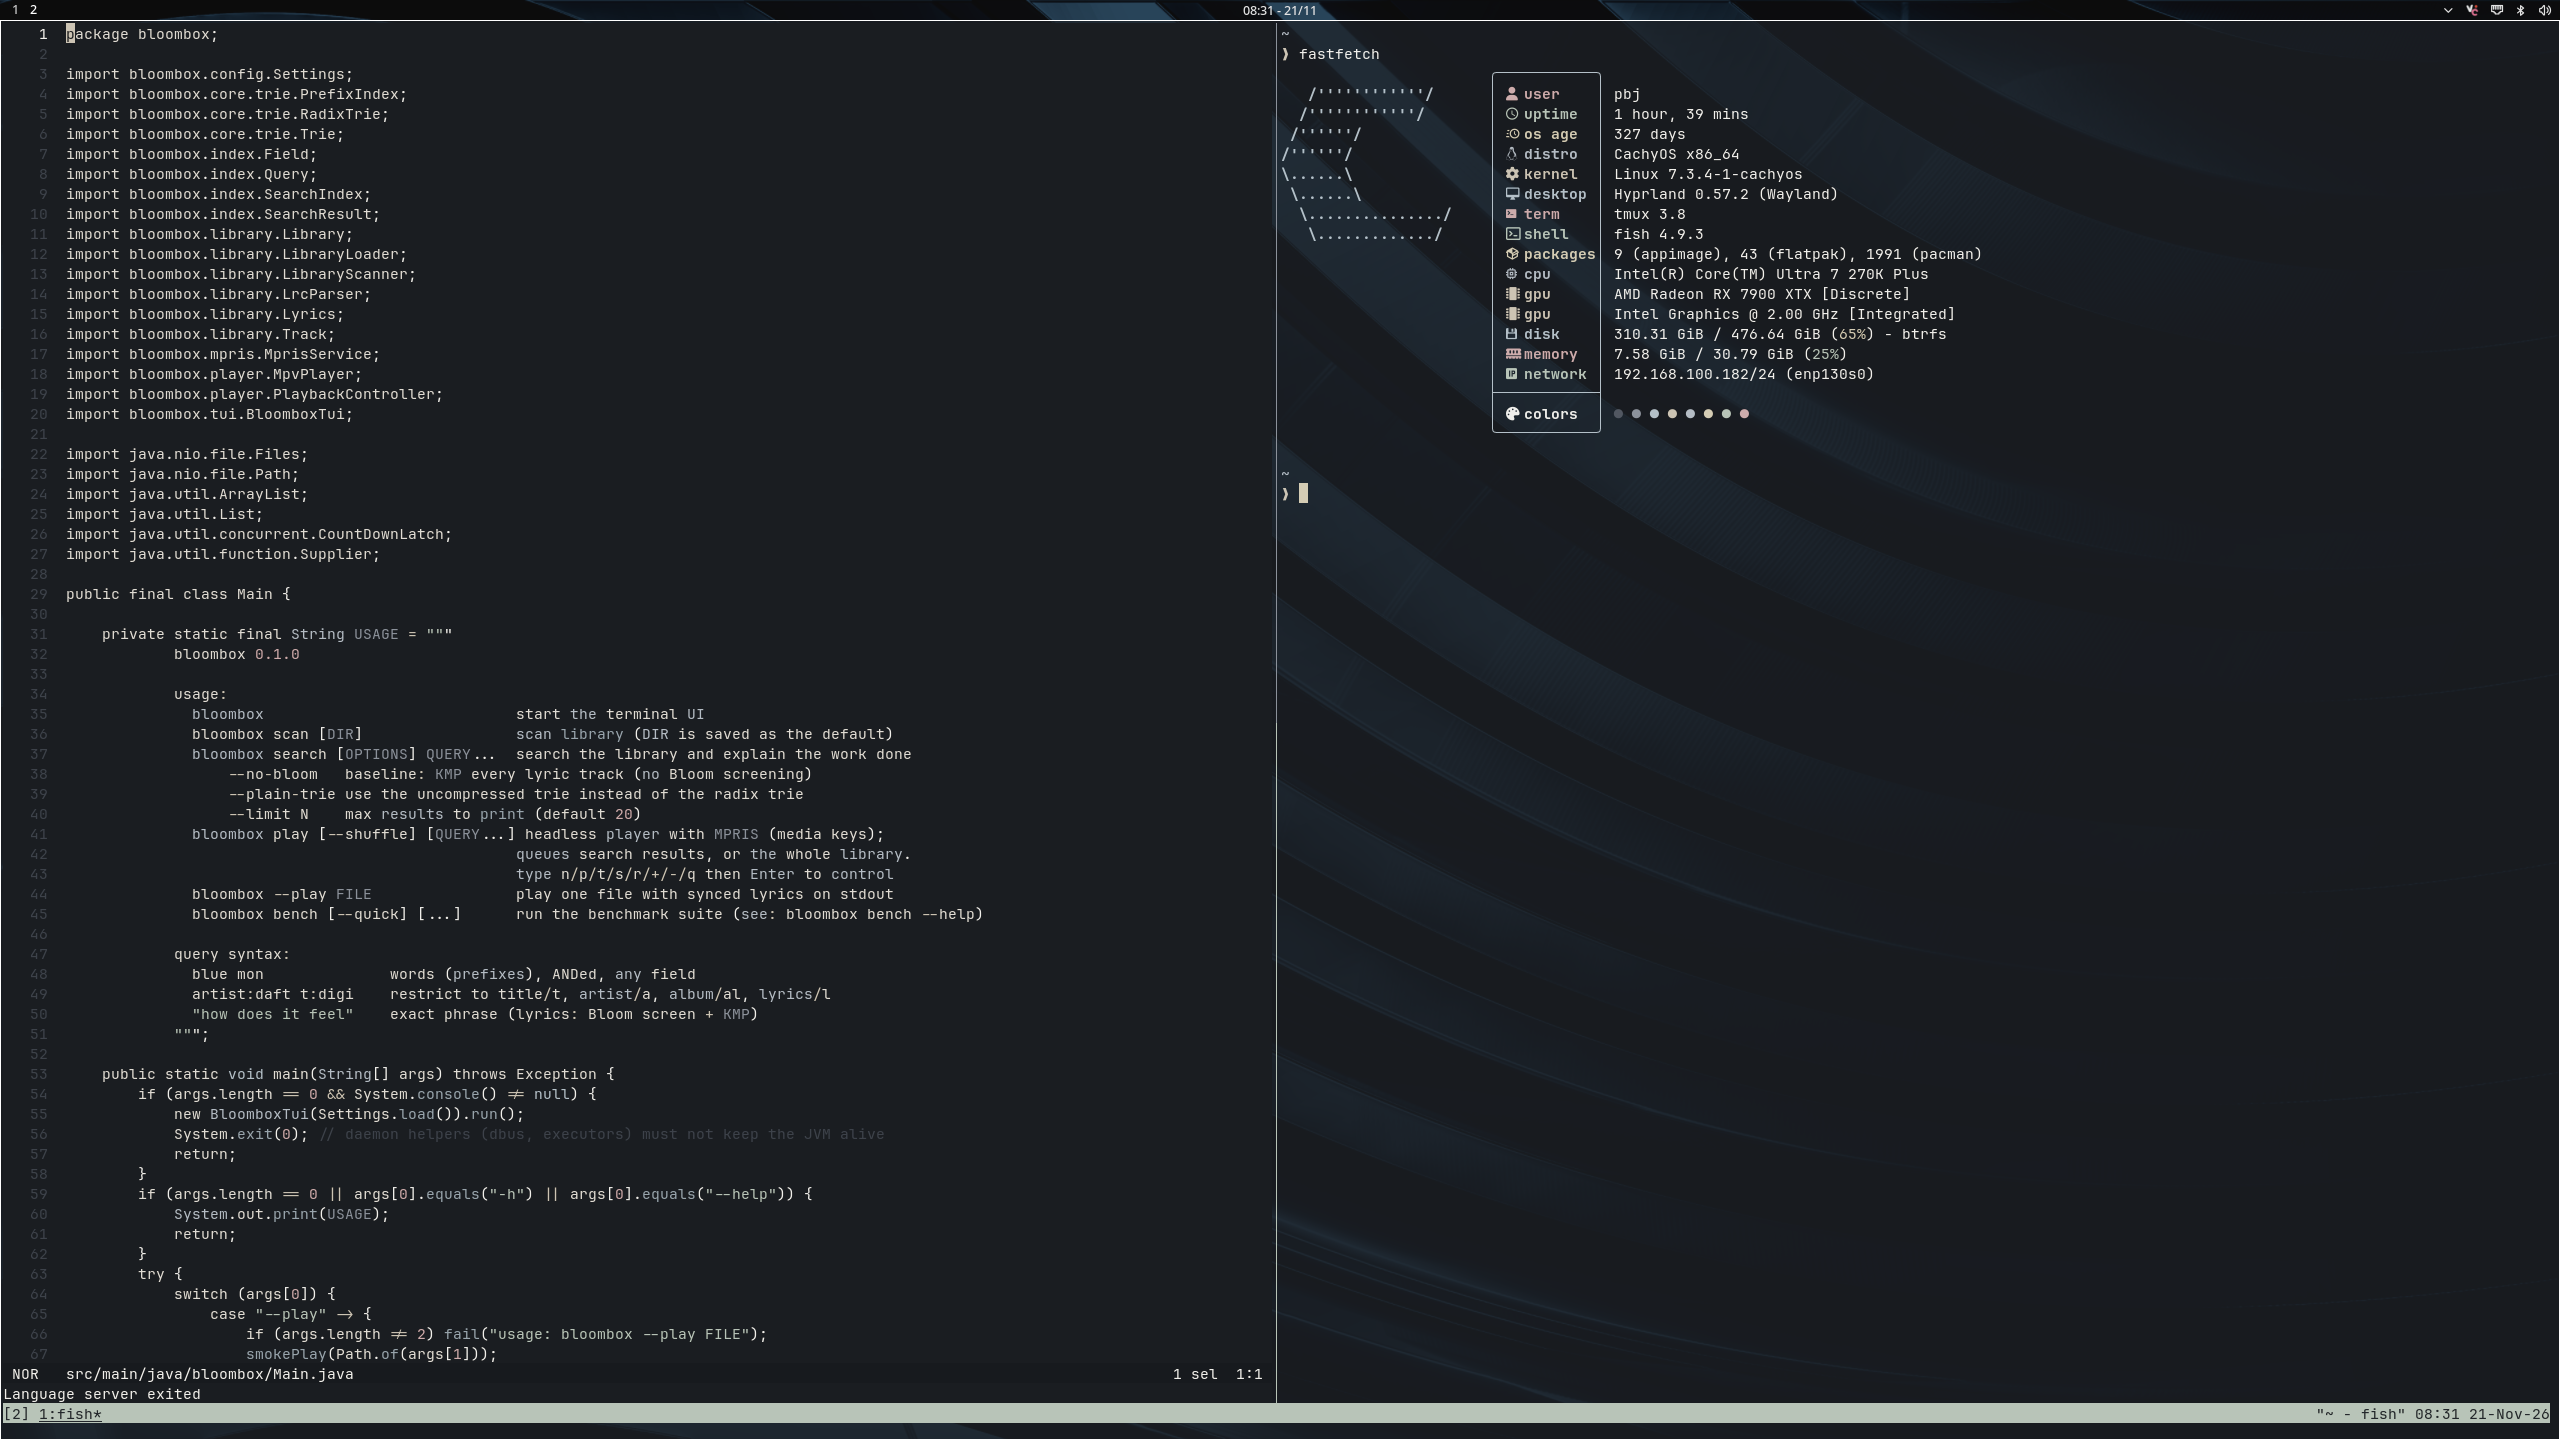 1 2 08:31 - 21/11
1 package bloombox;
2
3 import bloombox.config.Settings;
4 import bloombox.core.trie.PrefixIndex;
5 import bloombox.core.trie.RadixTrie;
6 import bloombox.core.trie.Trie;
7 import bloombox.index.Field;
8 import bloombox.index.Query;
9 import bloombox.index.SearchIndex;
10 import bloombox.index.SearchResult;
11 import bloombox.library.Library;
12 import bloombox.library.LibraryLoader;
13 import bloombox.library.LibraryScanner;
14 import bloombox.library.LrcParser;
15 import bloombox.library.Lyrics;
16 import bloombox.library.Track;
17 import bloombox.mpris.MprisService;
18 import bloombox.player.MpvPlayer;
19 import bloombox.player.PlaybackController;
20 import bloombox.tui.BloomboxTui;
21
22 import java.nio.file.Files;
23 import java.nio.file.Path;
24 import java.util.ArrayList;
25 import java.util.List;
26 import java.util.concurrent.CountDownLatch;
27 import java.util.function.Supplier;
28
29 public final class Main {
30
31     private static final String USAGE = """
32             bloombox 0.1.0
33
34             usage:
35               bloombox                            start the terminal UI
36               bloombox scan [DIR]                 scan library (DIR is saved as the default)
37               bloombox search [OPTIONS] QUERY...  search the library and explain the work done
38                   --no-bloom   baseline: KMP every lyric track (no Bloom screening)
39                   --plain-trie use the uncompressed trie instead of the radix trie
40                   --limit N    max results to print (default 20)
41               bloombox play [--shuffle] [QUERY...] headless player with MPRIS (media keys);
42                                                   queues search results, or the whole library.
43                                                   type n/p/t/s/r/+/-/q then Enter to control
44               bloombox --play FILE                play one file with synced lyrics on stdout
45               bloombox bench [--quick] [...]      run the benchmark suite (see: bloombox bench --help)
46
47             query syntax:
48               blue mon              words (prefixes), ANDed, any field
49               artist:daft t:digi    restrict to title/t, artist/a, album/al, lyrics/l
50               "how does it feel"    exact phrase (lyrics: Bloom screen + KMP)
51             """;
52
53     public static void main(String[] args) throws Exception {
54         if (args.length == 0 && System.console() != null) {
55             new BloomboxTui(Settings.load()).run();
56             System.exit(0); // daemon helpers (dbus, executors) must not keep the JVM alive
57             return;
58         }
59         if (args.length == 0 || args[0].equals("-h") || args[0].equals("--help")) {
60             System.out.print(USAGE);
61             return;
62         }
63         try {
64             switch (args[0]) {
65                 case "--play" -> {
66                     if (args.length != 2) fail("usage: bloombox --play FILE");
67                     smokePlay(Path.of(args[1]));
NOR src/main/java/bloombox/Main.java 1 sel 1:1
Language server exited
~
❯ fastfetch
/''''''''''''/
/''''''''''''/
/''''''/
/''''''/
\......\
\......\
\.............../
\............./
user pbj
uptime 1 hour, 39 mins
os age 327 days
distro CachyOS x86_64
kernel Linux 7.3.4-1-cachyos
desktop Hyprland 0.57.2 (Wayland)
term tmux 3.8
shell fish 4.9.3
packages 9 (appimage), 43 (flatpak), 1991 (pacman)
cpu Intel(R) Core(TM) Ultra 7 270K Plus
gpu AMD Radeon RX 7900 XTX [Discrete]
gpu Intel Graphics @ 2.00 GHz [Integrated]
disk 310.31 GiB / 476.64 GiB (65%) - btrfs
memory 7.58 GiB / 30.79 GiB (25%)
network 192.168.100.182/24 (enp130s0)
colors
~
❯
[2] 1:fish* "~ - fish" 08:31 21-Nov-26